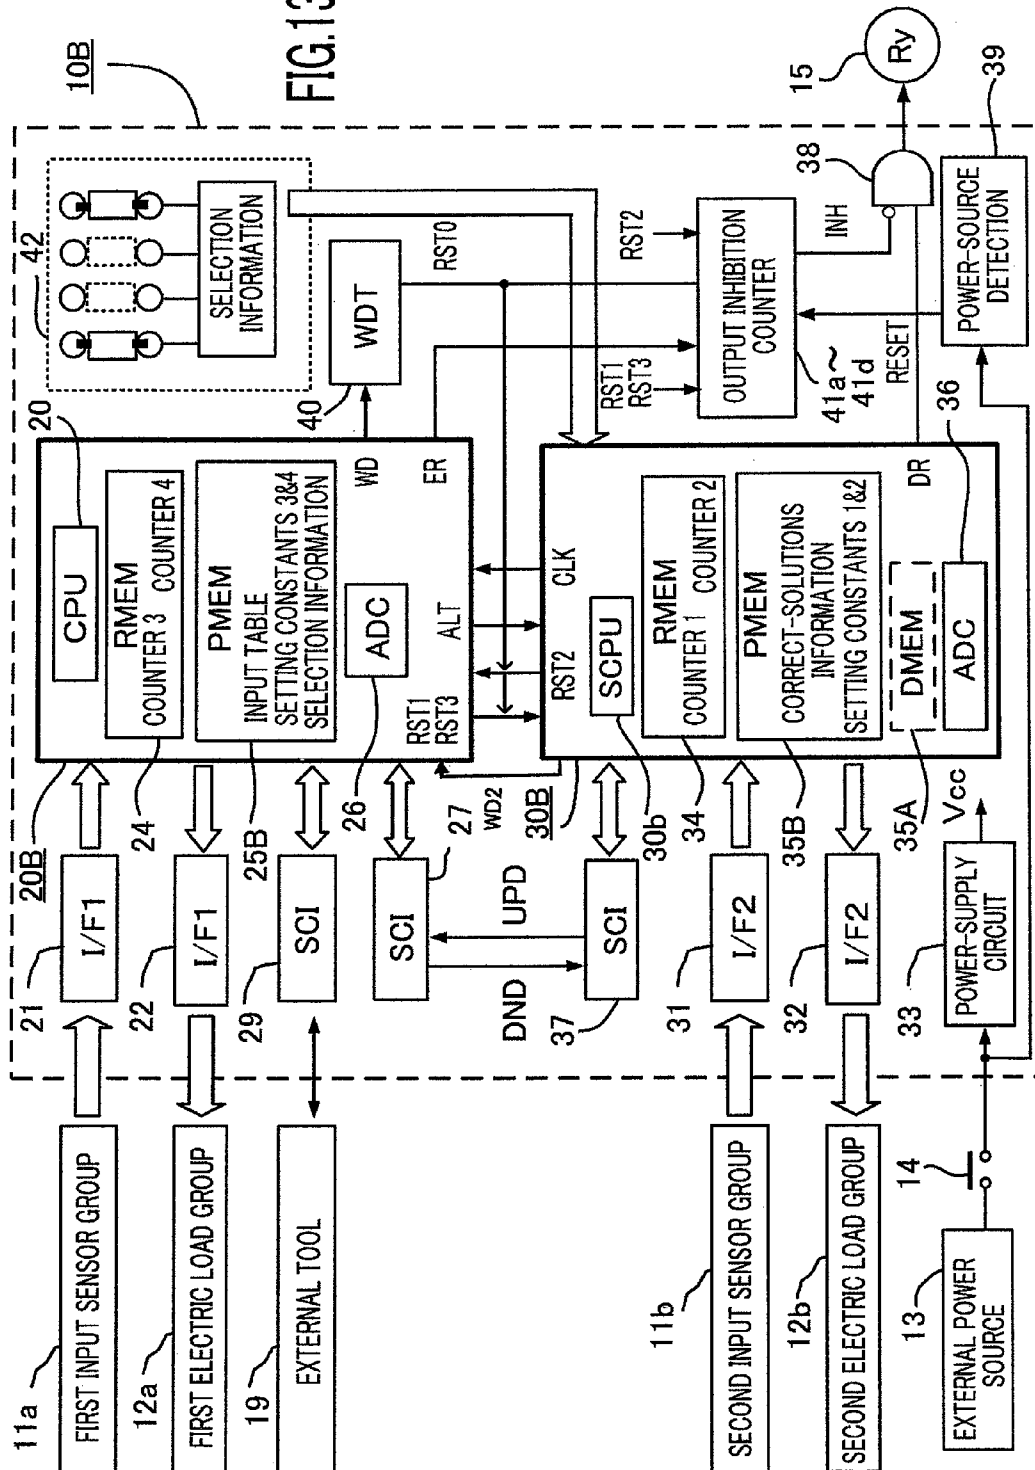 FIG.13
10B
11a
FIRST INPUT SENSOR GROUP
12a
FIRST ELECTRIC LOAD GROUP
19
EXTERNAL TOOL
11b
SECOND INPUT SENSOR GROUP
12b
SECOND ELECTRIC LOAD GROUP
13
EXTERNAL POWER
SOURCE
14
21
I/F1
22
I/F1
29
SCI
SCI
27
DND
UPD
SCI
37
31
I/F2
32
I/F2
33
POWER-SUPPLY
CIRCUIT
Vcc
20B
20
CPU
24
RMEM
COUNTER 3
COUNTER 4
25B
PMEM
INPUT TABLE
SETTING CONSTANTS 3&4
SELECTION INFORMATION
26
ADC
WD
ER
RST1
RST3
ALT
WD2
30B
RST2
CLK
30b
SCPU
34
RMEM
COUNTER 1
COUNTER 2
35B
PMEM
CORRECT-SOLUTIONS
INFORMATION
SETTING CONSTANTS 1&2
35A
DMEM
36
ADC
DR
42
SELECTION
INFORMATION
40
WDT
RST0
RST1
RST3
RST2
OUTPUT INHIBITION
COUNTER
41a~
41d
INH
RESET
38
15
Ry
39
POWER-SOURCE
DETECTION